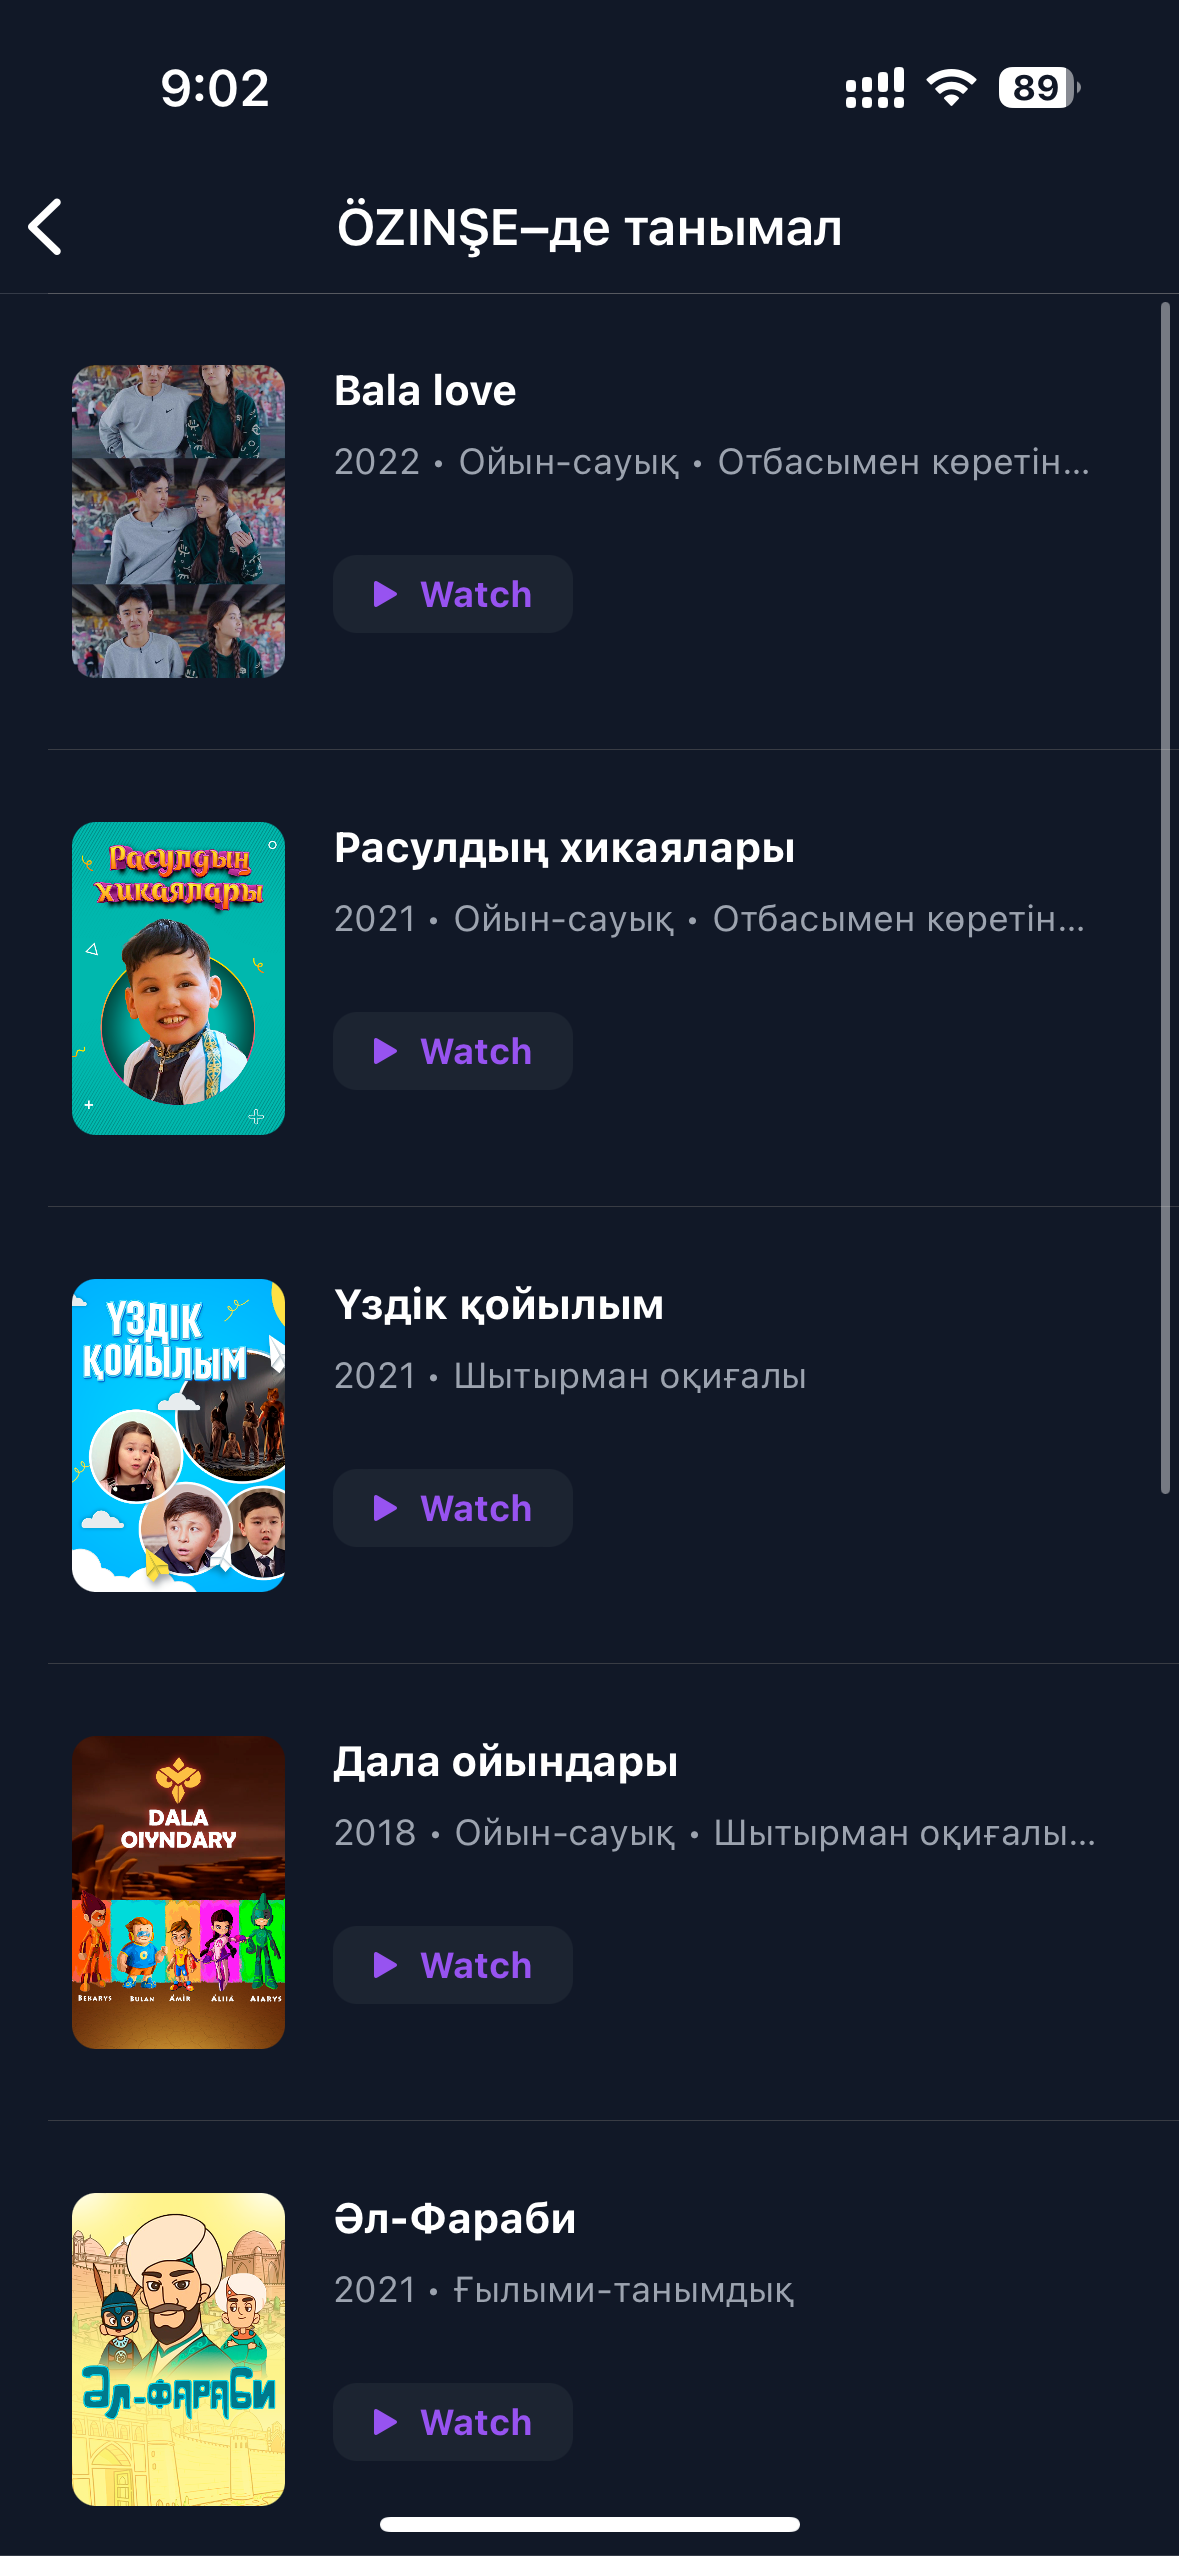 9:02
89
ÖZINŞE–де танымал
Bala love
2022 • Ойын-сауық • Отбасымен көретін...
Watch
Расулдың хикаялары
Расулдың
хикаялары
2021 • Ойын-сауық • Отбасымен көретін...
Watch
ҮЗДІК
ҚОЙЫЛЫМ
Үздік қойылым
2021 • Шытырман оқиғалы
Watch
DALA
OIYNDARY
BEKARYS BULAN AMIR ALIIA AIARYS
Дала ойындары
2018 • Ойын-сауық • Шытырман оқиғалы...
Watch
Әл-Фараби
Әл-Фараби
2021 • Ғылыми-танымдық
Watch